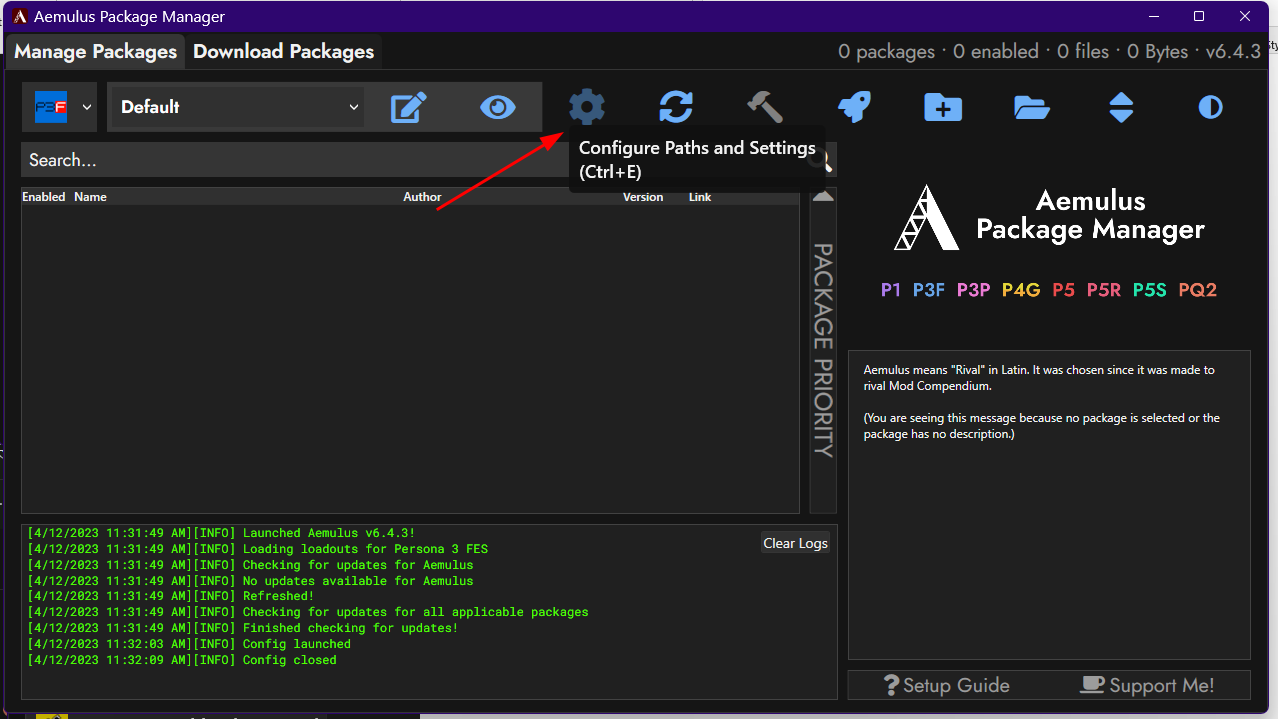 Aemulus Package Manager
Manage Packages Download Packages
0 packages · 0 enabled · 0 files · 0 Bytes · v6.4.3
P3F
Default
Configure Paths and Settings
(Ctrl+E)
Search...
Enabled Name Author Version Link
PACKAGE PRIORITY
Aemulus
Package Manager
P1 P3F P3P P4G P5 P5R P5S PQ2
Aemulus means "Rival" in Latin. It was chosen since it was made to
rival Mod Compendium.
(You are seeing this message because no package is selected or the
package has no description.)
[4/12/2023 11:31:49 AM][INFO] Launched Aemulus v6.4.3!
[4/12/2023 11:31:49 AM][INFO] Loading loadouts for Persona 3 FES
[4/12/2023 11:31:49 AM][INFO] Checking for updates for Aemulus
[4/12/2023 11:31:49 AM][INFO] No updates available for Aemulus
[4/12/2023 11:31:49 AM][INFO] Refreshed!
[4/12/2023 11:31:49 AM][INFO] Checking for updates for all applicable packages
[4/12/2023 11:31:49 AM][INFO] Finished checking for updates!
[4/12/2023 11:32:03 AM][INFO] Config launched
[4/12/2023 11:32:09 AM][INFO] Config closed
Clear Logs
Setup Guide
Support Me!